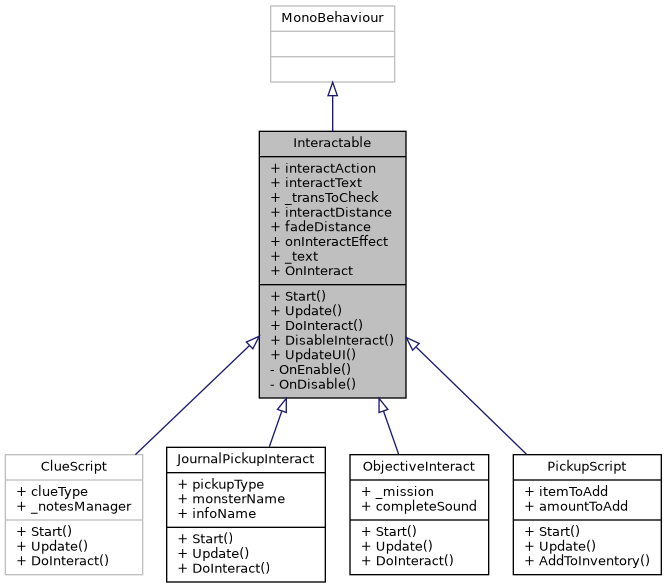 MonoBehaviour
Interactable
+ interactAction
+ interactText
+ _transToCheck
+ interactDistance
+ fadeDistance
+ onInteractEffect
+ _text
+ OnInteract
+ Start()
+ Update()
+ DoInteract()
+ DisableInteract()
+ UpdateUI()
- OnEnable()
- OnDisable()
ClueScript
+ clueType
+ _notesManager
+ Start()
+ Update()
+ DoInteract()
JournalPickupInteract
+ pickupType
+ monsterName
+ infoName
+ Start()
+ Update()
+ DoInteract()
ObjectiveInteract
+ _mission
+ completeSound
+ Start()
+ Update()
+ DoInteract()
PickupScript
+ itemToAdd
+ amountToAdd
+ Start()
+ Update()
+ AddToInventory()